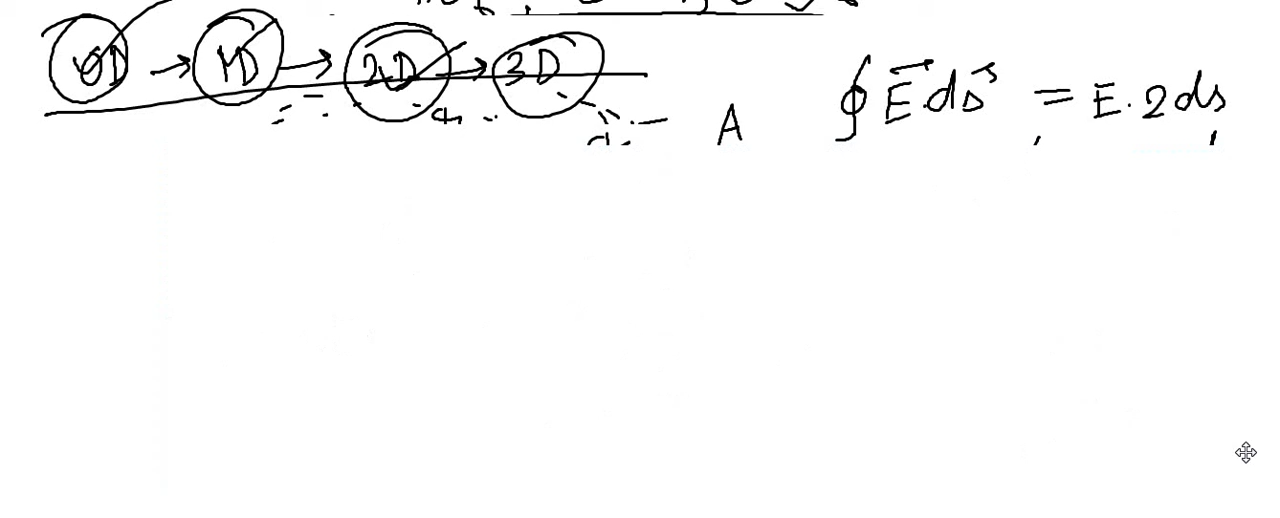 0D → 1D → 2D → 3D
A ∮ E⃗.ds⃗ = E.2ds